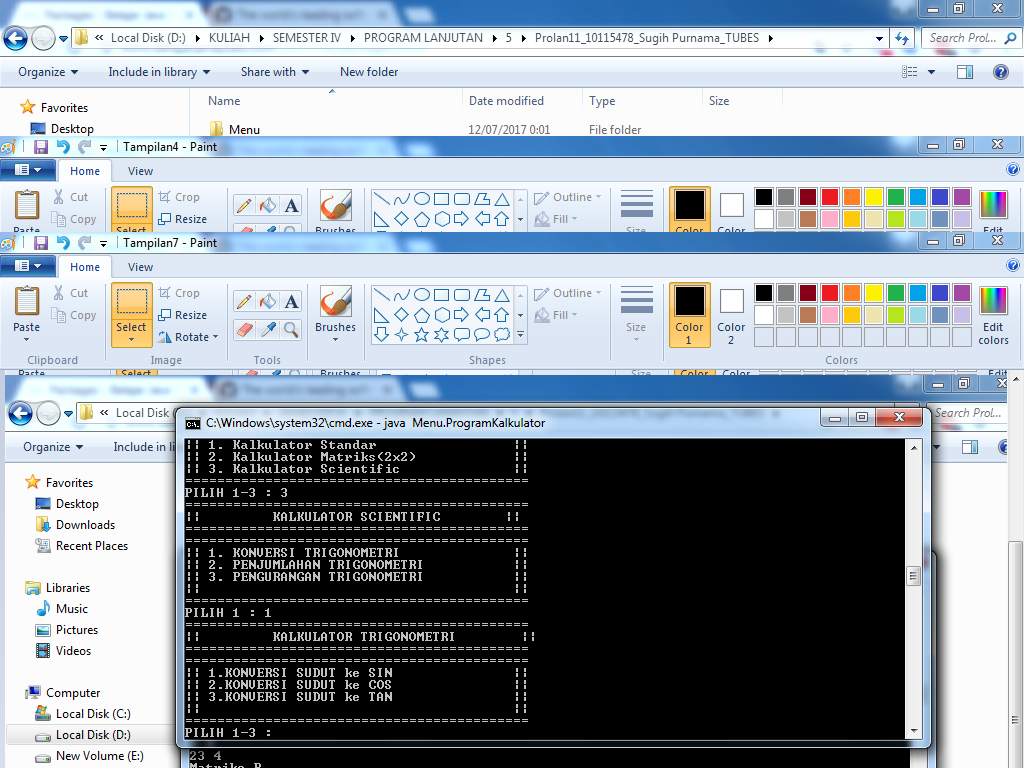 « Local Disk (D:) ▸ KULIAH ▸ SEMESTER IV ▸ PROGRAM LANJUTAN ▸ 5 ▸ Prolan11_10115478_Sugih Purnama_TUBES ▸ Search Prol...
Organize Include in library Share with New folder
Favorites Name Date modified Type Size
Desktop Menu 12/07/2017 0:01 File folder
Tampilan4 - Paint
Home View
Cut Crop Outline
Copy Resize Fill
Paste Select Brushes Size Color Color Edit
Tampilan7 - Paint
Home View
Cut Crop Outline
Copy Resize Fill
Paste Select Rotate Brushes Size Color 1 Color 2 Edit colors
Clipboard Image Tools Shapes Colors
Paste Select Brushes Size Color Color Edit
« Local Disk Search Prol...
C:\Windows\system32\cmd.exe - java Menu.ProgramKalkulator
Organize Include in
Favorites
Desktop
Downloads
Recent Places
Libraries
Music
Pictures
Videos
Computer
Local Disk (C:)
Local Disk (D:)
New Volume (E:)
¦¦ 1. Kalkulator Standar ¦¦
¦¦ 2. Kalkulator Matriks(2x2) ¦¦
¦¦ 3. Kalkulator Scientific ¦¦
===========================================
PILIH 1-3 : 3
===========================================
¦¦ KALKULATOR SCIENTIFIC ¦¦
===========================================
===========================================
¦¦ 1. KONVERSI TRIGONOMETRI ¦¦
¦¦ 2. PENJUMLAHAN TRIGONOMETRI ¦¦
¦¦ 3. PENGURANGAN TRIGONOMETRI ¦¦
¦¦ ¦¦
===========================================
PILIH 1 : 1
===========================================
¦¦ KALKULATOR TRIGONOMETRI ¦¦
===========================================
===========================================
¦¦ 1.KONVERSI SUDUT ke SIN ¦¦
¦¦ 2.KONVERSI SUDUT ke COS ¦¦
¦¦ 3.KONVERSI SUDUT ke TAN ¦¦
¦¦ ¦¦
===========================================
PILIH 1-3 :
23 4
Matriks B